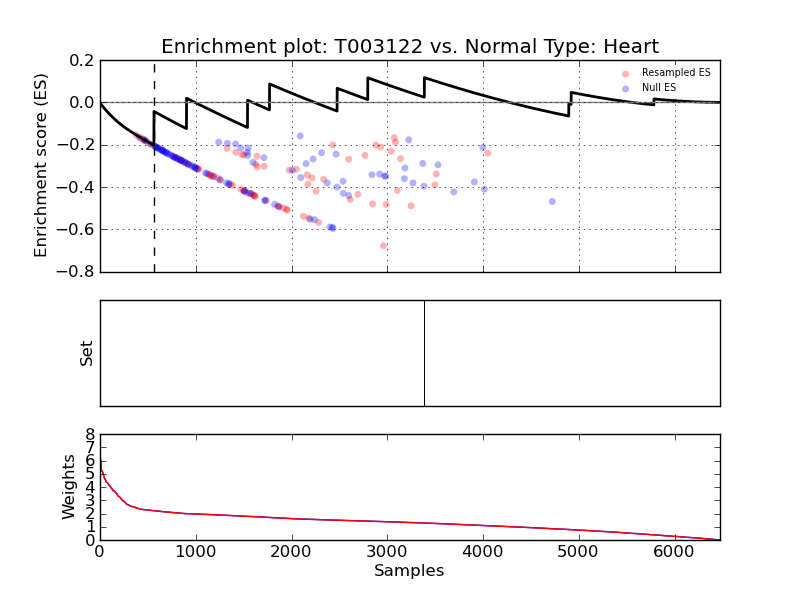 Enrichment plot: T003122 vs. Normal Type: Heart
Enrichment score (ES)
0.2
0.0
−0.2
−0.4
−0.6
−0.8
Resampled ES
Null ES
Set
Weights
8
7
6
5
4
3
2
1
0
0 1000 2000 3000 4000 5000 6000
Samples